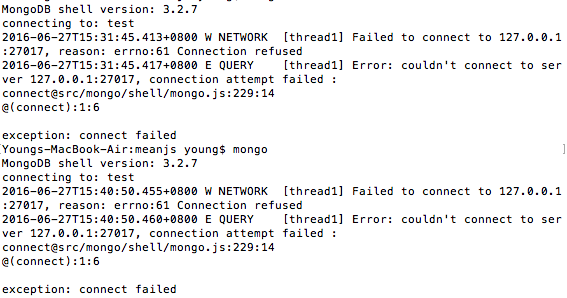 MongoDB shell version: 3.2.7
connecting to: test
2016-06-27T15:31:45.413+0800 W NETWORK  [thread1] Failed to connect to 127.0.0.1
:27017, reason: errno:61 Connection refused
2016-06-27T15:31:45.417+0800 E QUERY    [thread1] Error: couldn't connect to ser
ver 127.0.0.1:27017, connection attempt failed :
connect@src/mongo/shell/mongo.js:229:14
@(connect):1:6

exception: connect failed
[Youngs-MacBook-Air:meanjs young$ mongo ]
MongoDB shell version: 3.2.7
connecting to: test
2016-06-27T15:40:50.455+0800 W NETWORK  [thread1] Failed to connect to 127.0.0.1
:27017, reason: errno:61 Connection refused
2016-06-27T15:40:50.460+0800 E QUERY    [thread1] Error: couldn't connect to ser
ver 127.0.0.1:27017, connection attempt failed :
connect@src/mongo/shell/mongo.js:229:14
@(connect):1:6

exception: connect failed